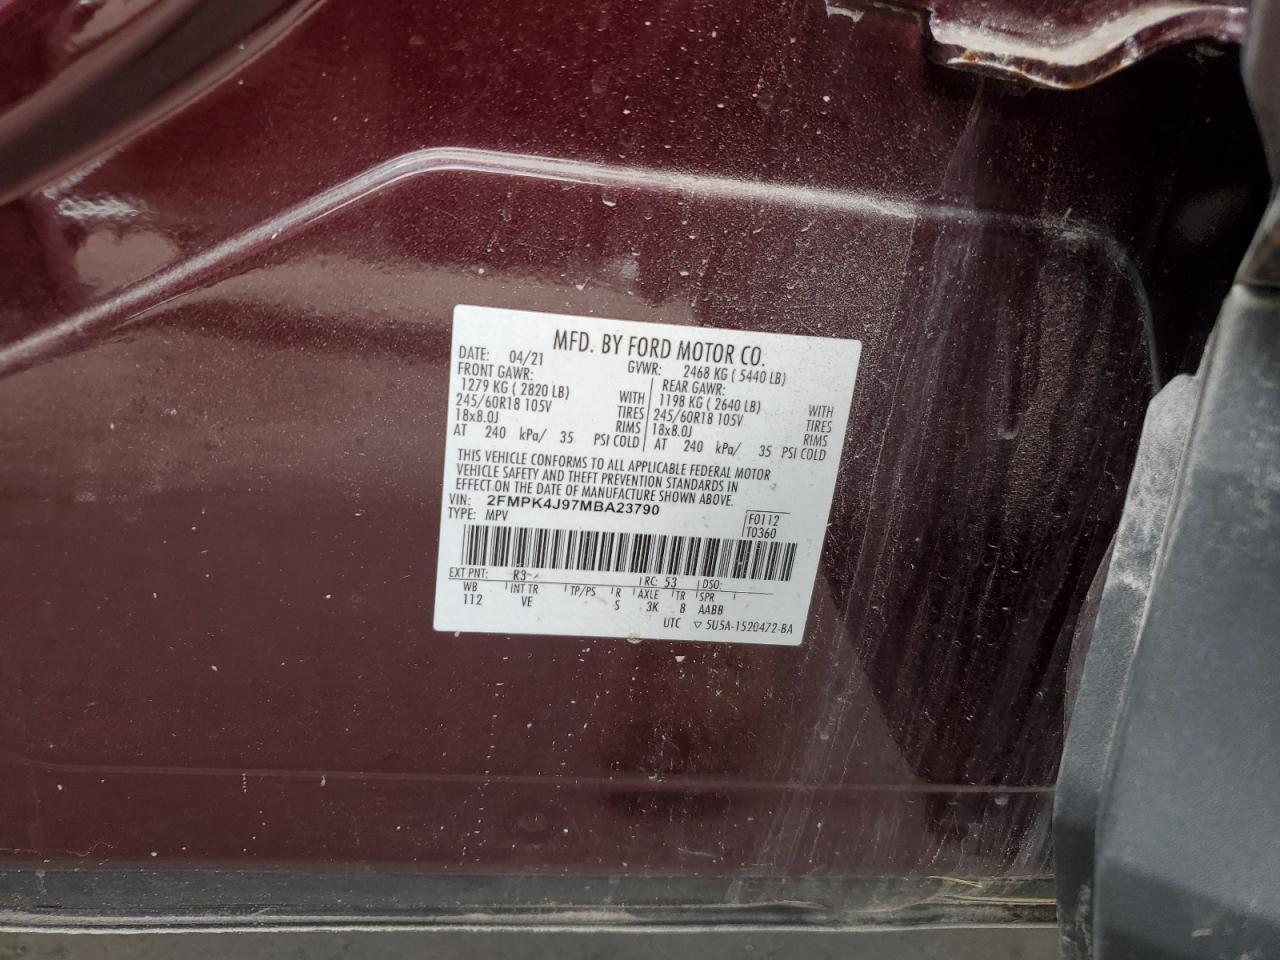 MFD. BY FORD MOTOR CO.
DATE: 04/21 GVWR: 2468 KG ( 5440 LB)
FRONT GAWR: REAR GAWR:
1279 KG ( 2820 LB) WITH 1198 KG ( 2640 LB) WITH
245/60R18 105V TIRES 245/60R18 105V TIRES
18x8.0J RIMS 18x8.0J RIMS
AT 240 kPa/ 35 PSI COLD AT 240 kPa/ 35 PSI COLD
THIS VEHICLE CONFORMS TO ALL APPLICABLE FEDERAL MOTOR
VEHICLE SAFETY AND THEFT PREVENTION STANDARDS IN
EFFECT ON THE DATE OF MANUFACTURE SHOWN ABOVE.
VIN: 2FMPK4J97MBA23790
TYPE: MPV F0112
T0360
EXT PNT: R3 RC: 53 DSO:
WB INT TR TP/PS R AXLE TR SPR
112 VE S 3K 8 AABB
UTC ▽ 5U5A-1520472-BA